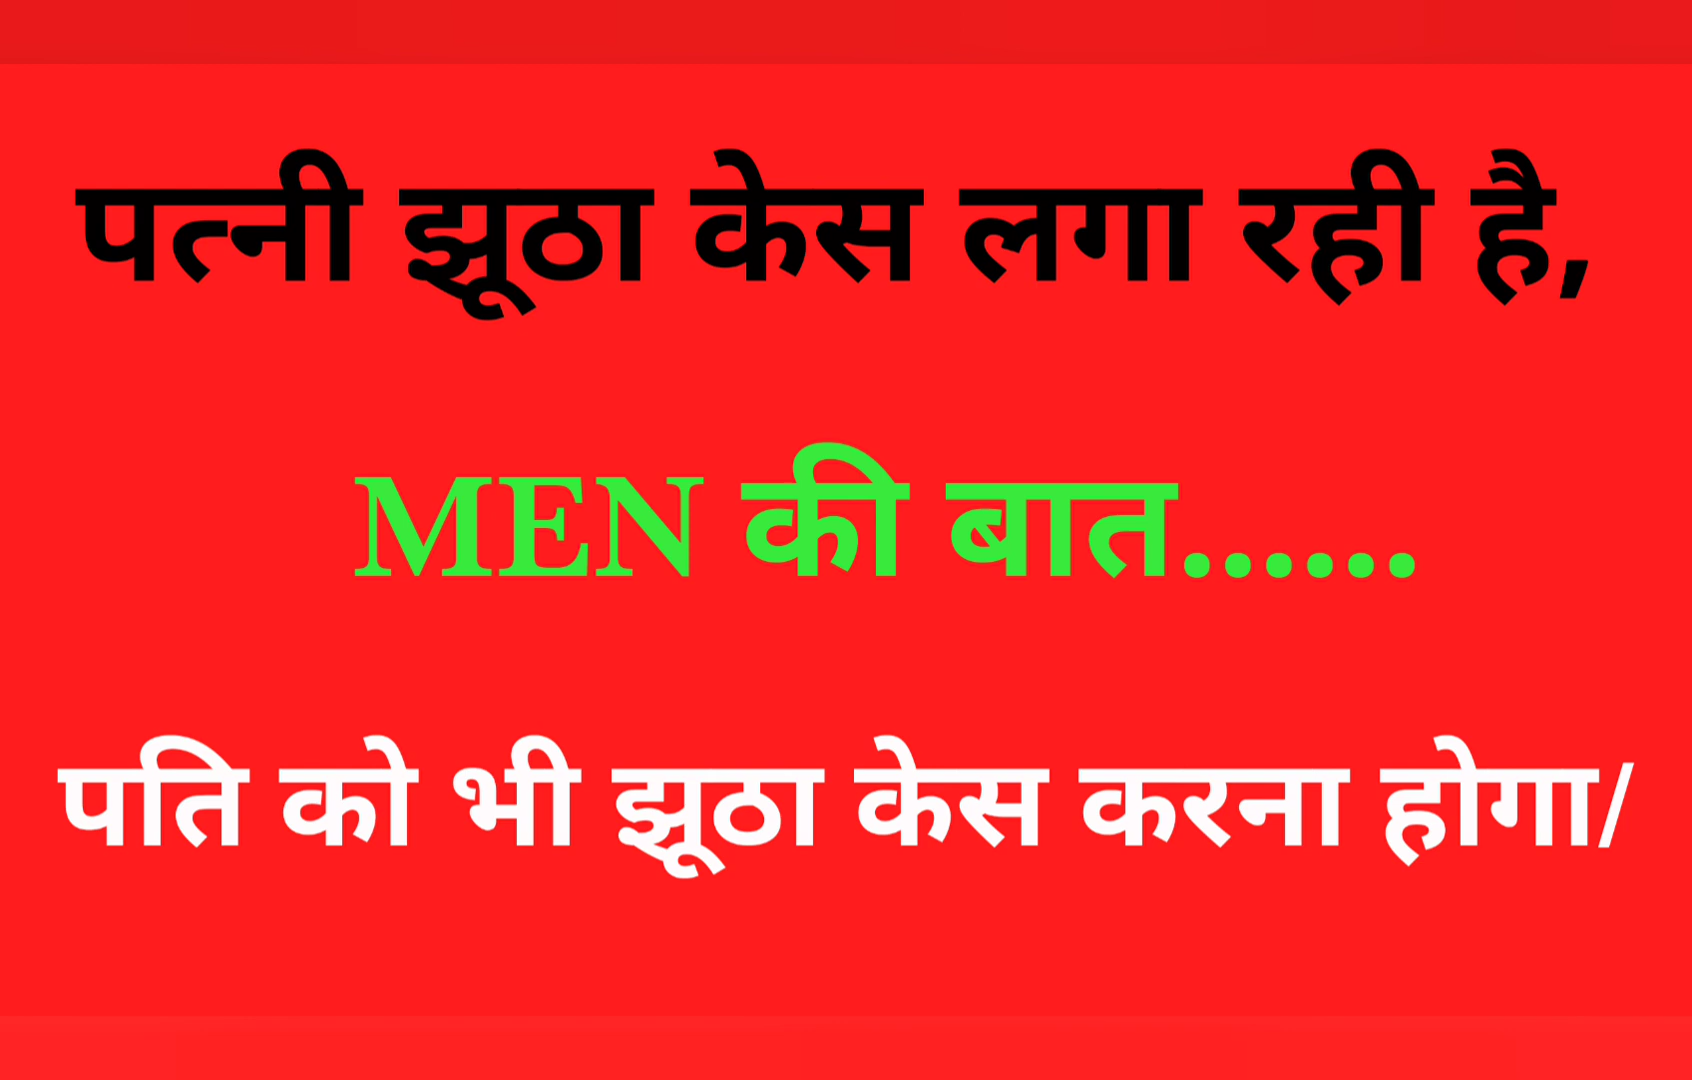 पत्नी झूठा केस लगा रही है,
MEN की बात......
पति को भी झूठा केस करना होगा/